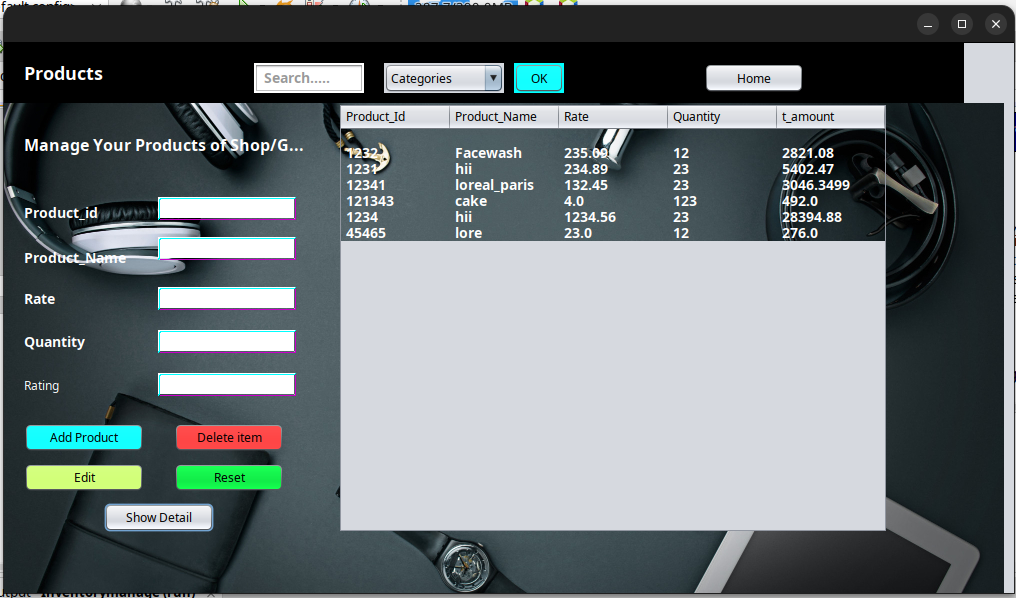 Products
Search.....
Categories
OK
Home
Manage Your Products of Shop/G...
Product_id
Product_Name
Rate
Quantity
Rating
Add Product
Delete item
Edit
Reset
Show Detail
Product_Id Product_Name Rate Quantity t_amount
1232 Facewash 235.09 12 2821.08
1231 hii 234.89 23 5402.47
12341 loreal_paris 132.45 23 3046.3499
121343 cake 4.0 123 492.0
1234 hii 1234.56 23 28394.88
45465 lore 23.0 12 276.0